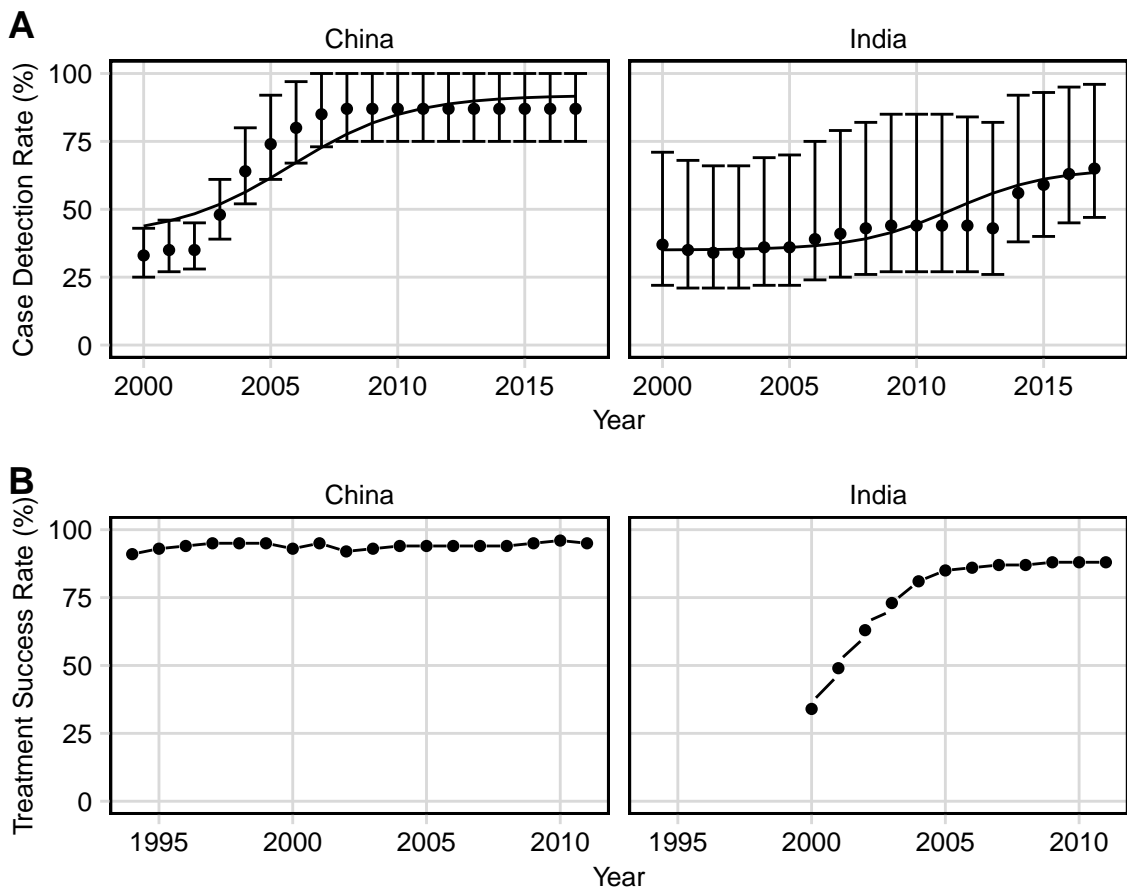 A
China India
Case Detection Rate (%)
100
75
50
25
0
2000 2005 2010 2015 2000 2005 2010 2015
Year
B
China India
Treatment Success Rate (%)
100
75
50
25
0
1995 2000 2005 2010 1995 2000 2005 2010
Year